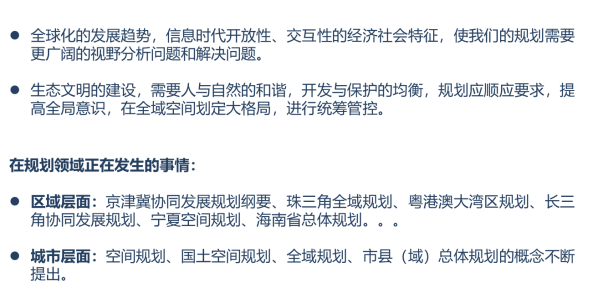 ● 全球化的发展趋势，信息时代开放性、交互性的经济社会特征，使我们的规划需要
更广阔的视野分析问题和解决问题。
● 生态文明的建设，需要人与自然的和谐，开发与保护的均衡，规划应顺应要求，提
高全局意识，在全域空间划定大格局，进行统筹管控。
在规划领域正在发生的事情：
● 区域层面：京津冀协同发展规划纲要、珠三角全域规划、粤港澳大湾区规划、长三
角协同发展规划、宁夏空间规划、海南省总体规划。。。
● 城市层面：空间规划、国土空间规划、全域规划、市县（域）总体规划的概念不断
提出。